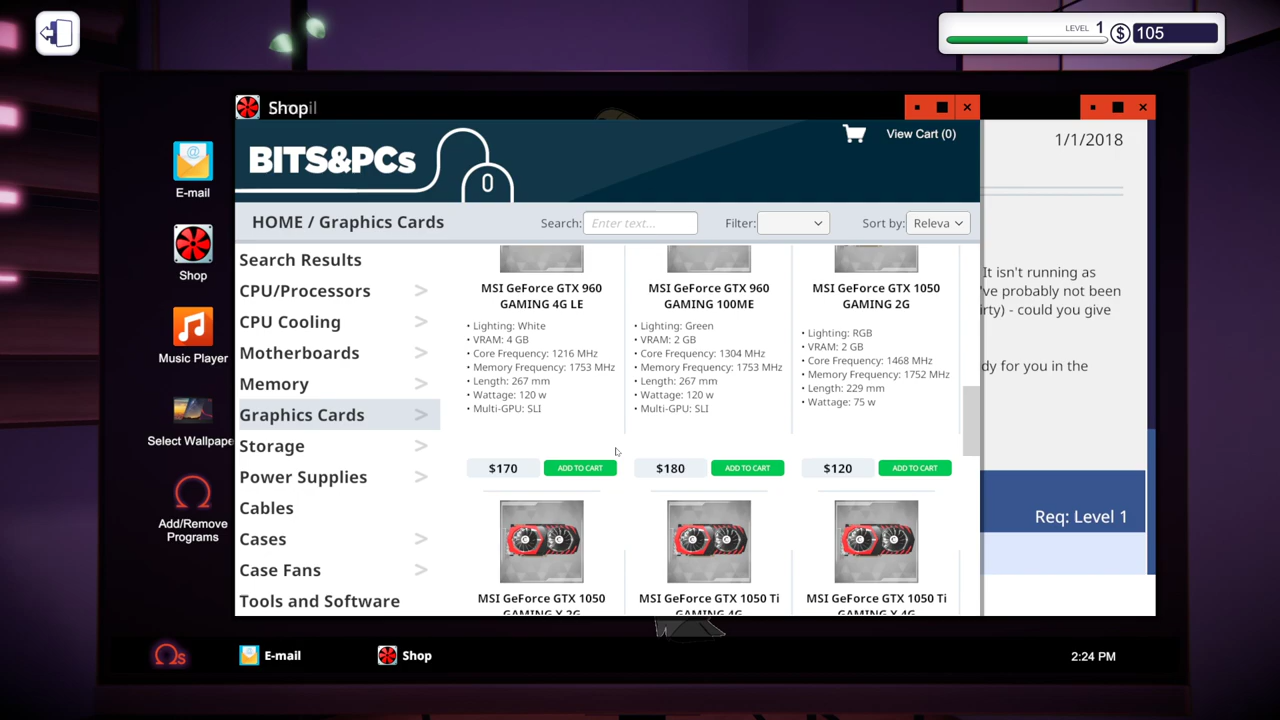 LEVEL 1
$ 105
Shopil
1/1/2018
BITS&PCs
View Cart (0)
HOME / Graphics Cards
Search: Enter text...
Filter:
Sort by: Releva
E-mail
Shop
Music Player
Select Wallpape
Add/Remove
Programs
Search Results
CPU/Processors >
CPU Cooling >
Motherboards >
Memory >
Graphics Cards >
Storage >
Power Supplies >
Cables
Cases >
Case Fans >
Tools and Software
MSI GeForce GTX 960
GAMING 4G LE
• Lighting: White
• VRAM: 4 GB
• Core Frequency: 1216 MHz
• Memory Frequency: 1753 MHz
• Length: 267 mm
• Wattage: 120 w
• Multi-GPU: SLI
$170 ADD TO CART
MSI GeForce GTX 960
GAMING 100ME
• Lighting: Green
• VRAM: 2 GB
• Core Frequency: 1304 MHz
• Memory Frequency: 1753 MHz
• Length: 267 mm
• Wattage: 120 w
• Multi-GPU: SLI
$180 ADD TO CART
MSI GeForce GTX 1050
GAMING 2G
• Lighting: RGB
• VRAM: 2 GB
• Core Frequency: 1468 MHz
• Memory Frequency: 1752 MHz
• Length: 229 mm
• Wattage: 75 w
$120 ADD TO CART
MSI GeForce GTX 1050
GAMING X 2G
MSI GeForce GTX 1050 Ti
GAMING 4G
MSI GeForce GTX 1050 Ti
GAMING X 4G
It isn't running as
've probably not been
irty) - could you give
dy for you in the
Req: Level 1
Ωs
E-mail
Shop
2:24 PM